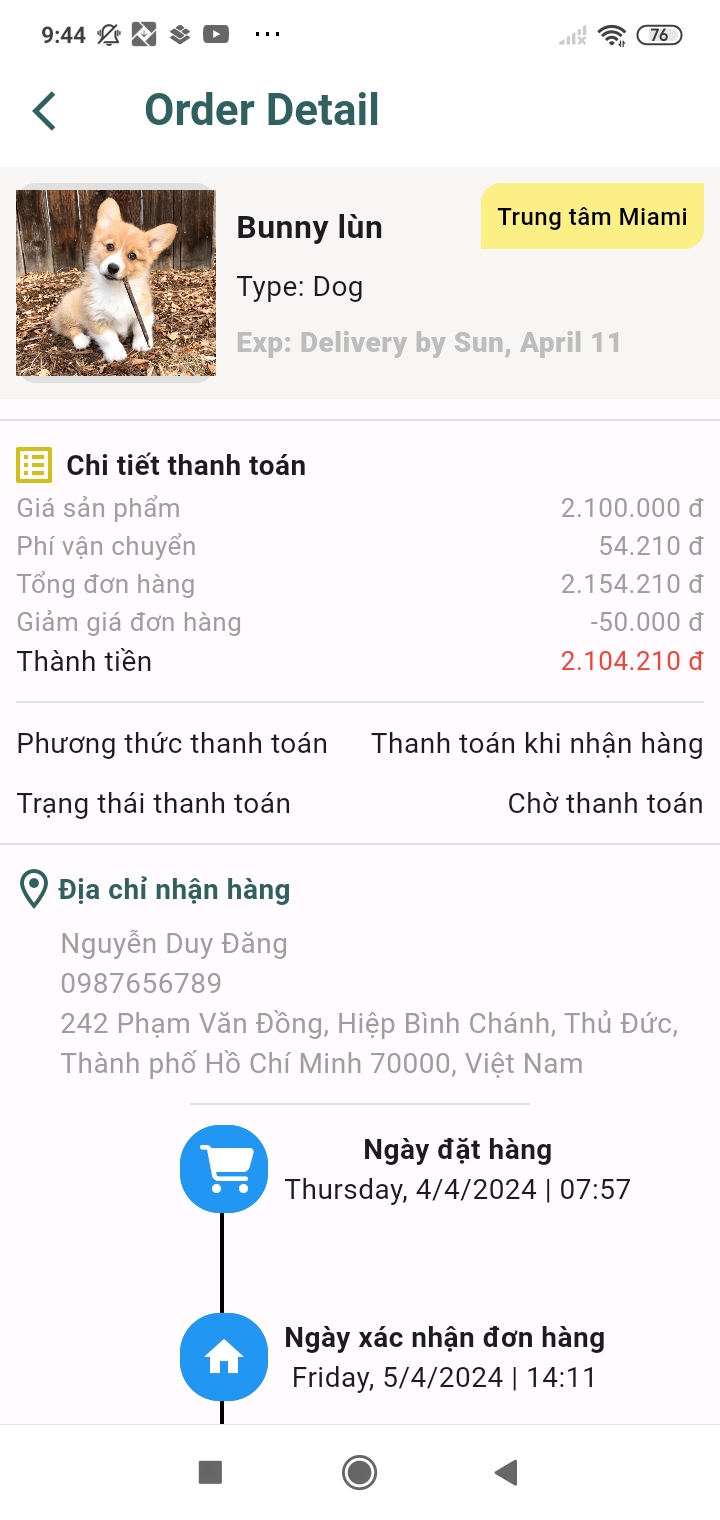 9:44
76
Order Detail
Bunny lùn
Trung tâm Miami
Type: Dog
Exp: Delivery by Sun, April 11
Chi tiết thanh toán
Giá sản phẩm 2.100.000 đ
Phí vận chuyển 54.210 đ
Tổng đơn hàng 2.154.210 đ
Giảm giá đơn hàng -50.000 đ
Thành tiền 2.104.210 đ
Phương thức thanh toán Thanh toán khi nhận hàng
Trạng thái thanh toán Chờ thanh toán
Địa chỉ nhận hàng
Nguyễn Duy Đăng
0987656789
242 Phạm Văn Đồng, Hiệp Bình Chánh, Thủ Đức,
Thành phố Hồ Chí Minh 70000, Việt Nam
Ngày đặt hàng
Thursday, 4/4/2024 | 07:57
Ngày xác nhận đơn hàng
Friday, 5/4/2024 | 14:11